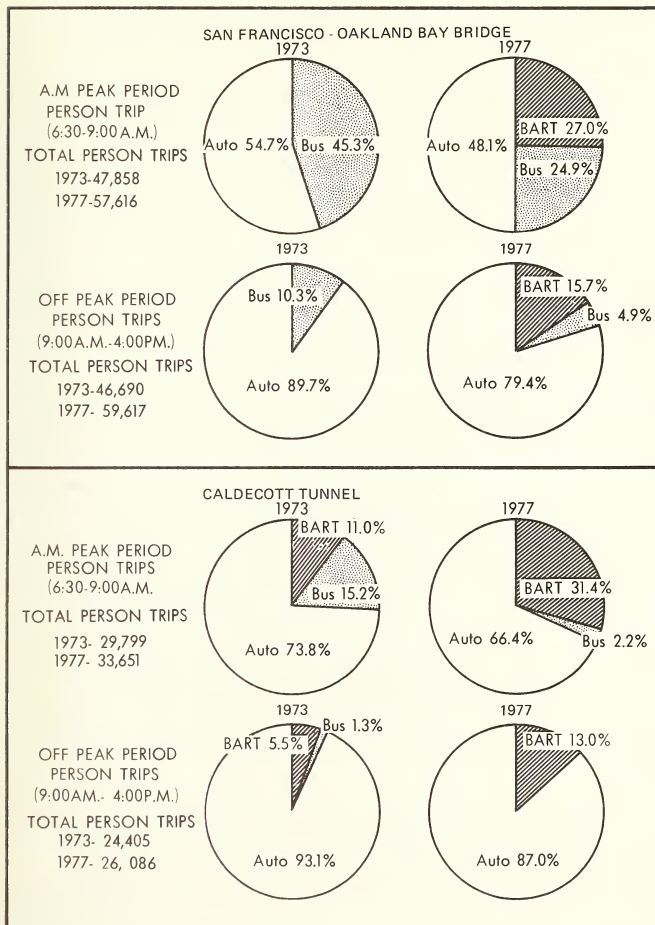 SAN FRANCISCO - OAKLAND BAY BRIDGE
1973
1977
A.M PEAK PERIOD
PERSON TRIP
(6:30-9:00 A.M.)
TOTAL PERSON TRIPS
1973-47,858
1977-57,616
Auto 54.7%
Bus 45.3%
Auto 48.1%
BART 27.0%
Bus 24.9%
1973
1977
OFF PEAK PERIOD
PERSON TRIPS
(9:00A.M.-4:00PM.)
TOTAL PERSON TRIPS
1973-46,690
1977- 59,617
Bus 10.3%
Auto 89.7%
BART 15.7%
Bus 4.9%
Auto 79.4%
CALDECOTT TUNNEL
1973
1977
A.M. PEAK PERIOD
PERSON TRIPS
(6:30-9:00A.M.
TOTAL PERSON TRIPS
1973- 29,799
1977- 33,651
BART 11.0%
Bus 15.2%
Auto 73.8%
BART 31.4%
Auto 66.4%
Bus 2.2%
1973
1977
OFF PEAK PERIOD
PERSON TRIPS
(9:00AM.- 4:00P.M.)
TOTAL PERSON TRIPS
1973- 24,405
1977- 26, 086
BART 5.5%
Bus 1.3%
Auto 93.1%
BART 13.0%
Auto 87.0%